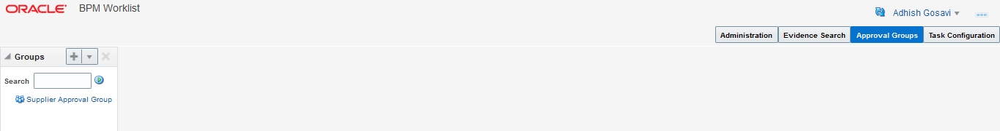 ORACLE BPM Worklist
Adhish Gosavi
Administration Evidence Search Approval Groups Task Configuration
Groups
Search
Supplier Approval Group